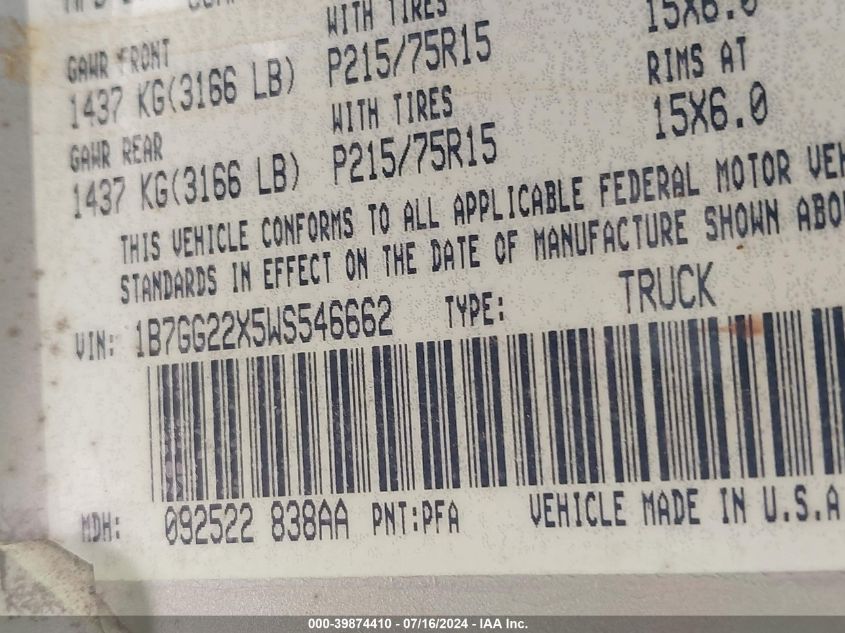 WITH TIRES
15X6.0
GAWR FRONT
1437 KG(3166 LB)
P215/75R15
RIMS AT
WITH TIRES
15X6.0
GAWR REAR
1437 KG(3166 LB)
P215/75R15
THIS VEHICLE CONFORMS TO ALL APPLICABLE FEDERAL MOTOR VEH
STANDARDS IN EFFECT ON THE DATE OF MANUFACTURE SHOWN ABO
VIN: 1B7GG22X5WS546662 TYPE: TRUCK
MDH: 092522 838AA PNT:PFA VEHICLE MADE IN U.S.A
000-39874410 - 07/16/2024 - IAA Inc.